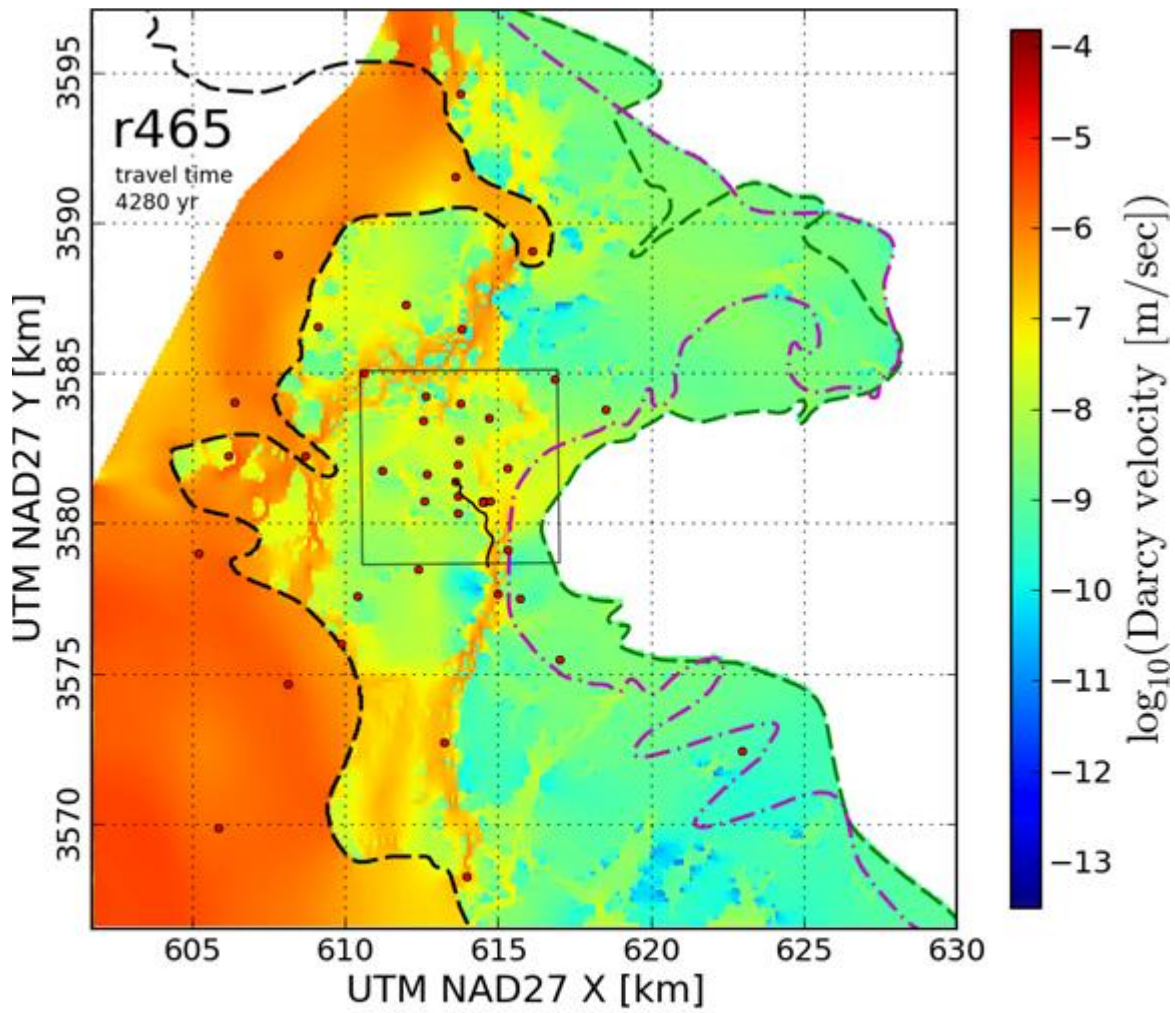 r465
travel time
4280 yr
3595
3590
3585
3580
3575
3570
UTM NAD27 Y [km]
605 610 615 620 625 630
UTM NAD27 X [km]
−4
−5
−6
−7
−8
−9
−10
−11
−12
−13
log₁₀(Darcy velocity [m/sec])